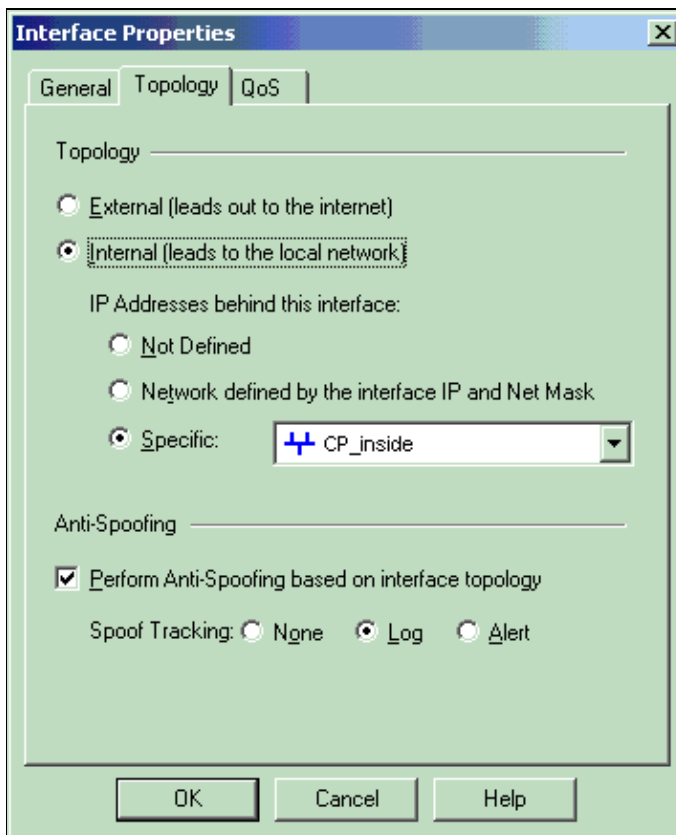 Interface Properties
General Topology QoS
Topology
External (leads out to the internet)
Internal (leads to the local network)
IP Addresses behind this interface:
Not Defined
Network defined by the interface IP and Net Mask
Specific: CP_inside
Anti-Spoofing
Perform Anti-Spoofing based on interface topology
Spoof Tracking: None Log Alert
OK Cancel Help